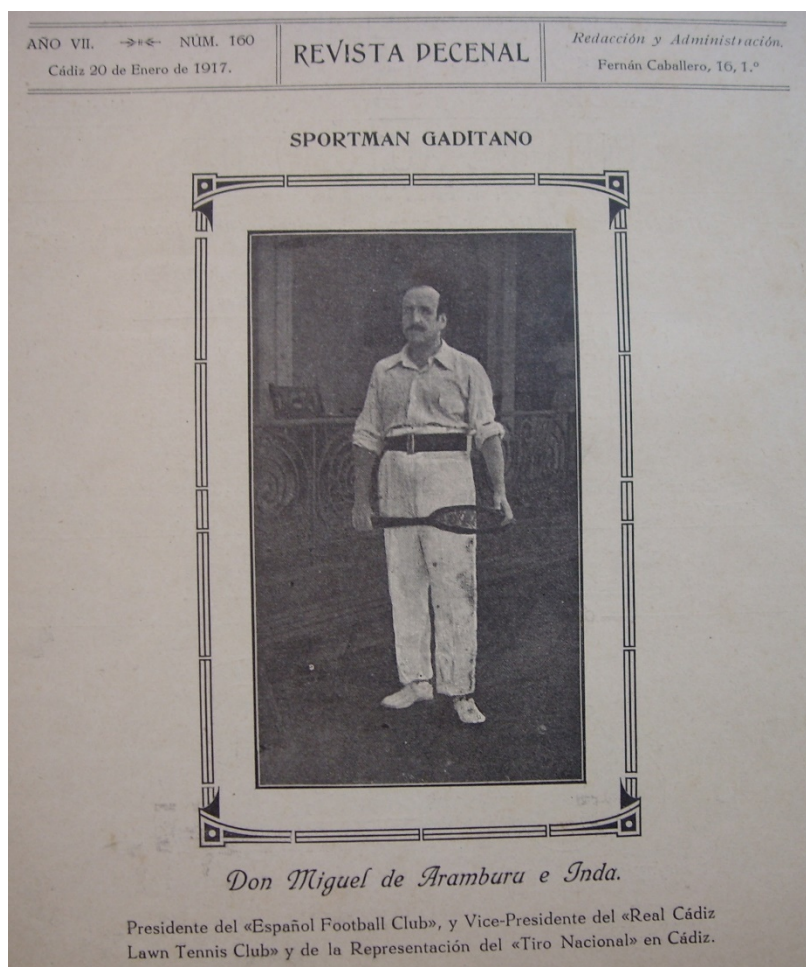 AÑO VII. NÚM. 160
Cádiz 20 de Enero de 1917.
REVISTA DECENAL
Redacción y Administración.
Fernán Caballero, 16, 1.º
SPORTMAN GADITANO
Don Miguel de Aramburu e Inda.
Presidente del «Español Football Club», y Vice-Presidente del «Real Cádiz
Lawn Tennis Club» y de la Representación del «Tiro Nacional» en Cádiz.